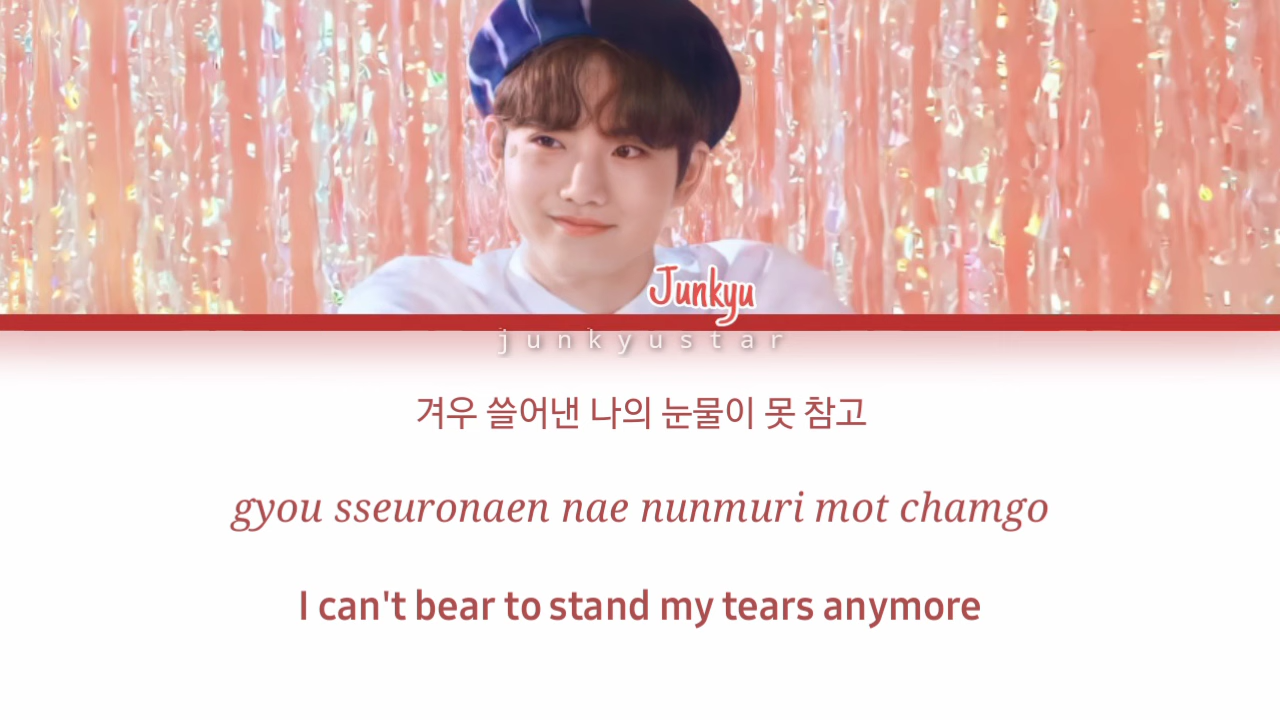 Junkyu
junkyustar
겨우 쓸어낸 나의 눈물이 못 참고
gyou sseuronaen nae nunmuri mot chamgo
I can't bear to stand my tears anymore